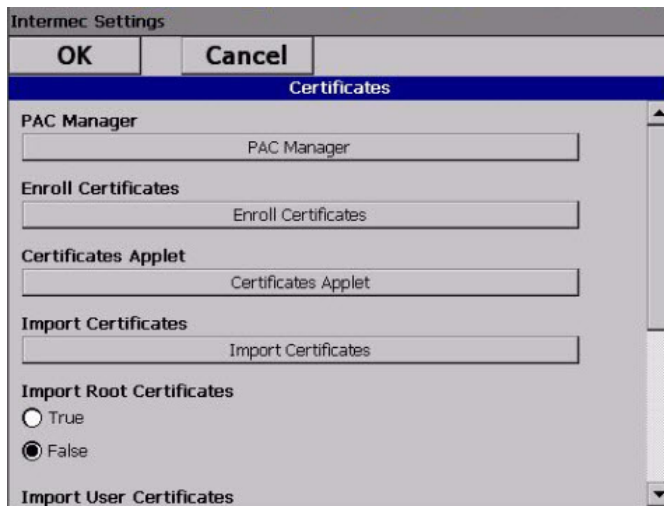 Intermec Settings
OK Cancel
Certificates
PAC Manager
PAC Manager
Enroll Certificates
Enroll Certificates
Certificates Applet
Certificates Applet
Import Certificates
Import Certificates
Import Root Certificates
True
False
Import User Certificates